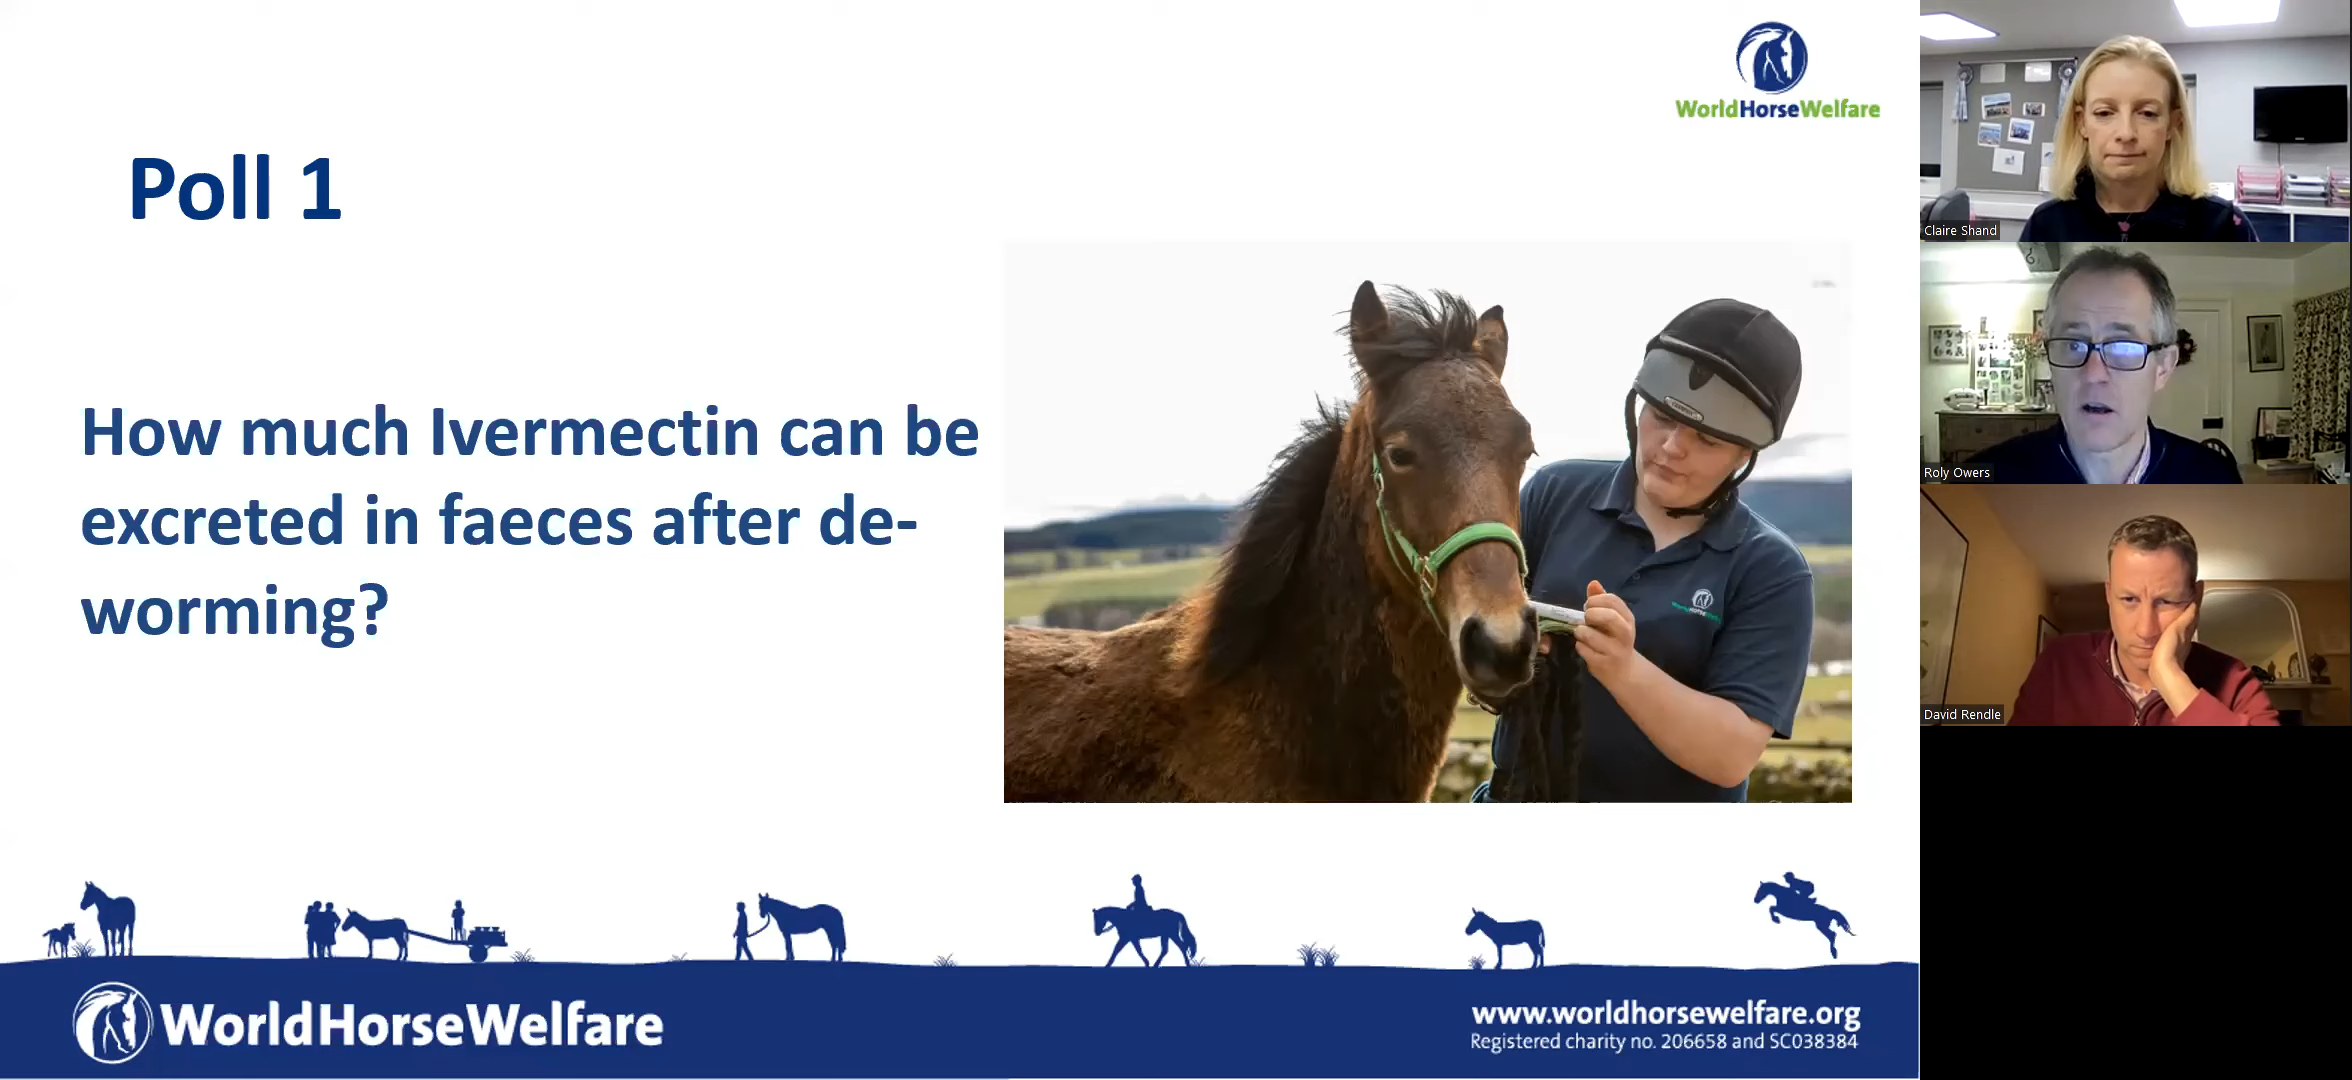 WorldHorseWelfare
Poll 1
How much Ivermectin can be
excreted in faeces after de-
worming?
WorldHorseWelfare
www.worldhorsewelfare.org
Registered charity no. 206658 and SC038384
Claire Shand
Roly Owers
David Rendle